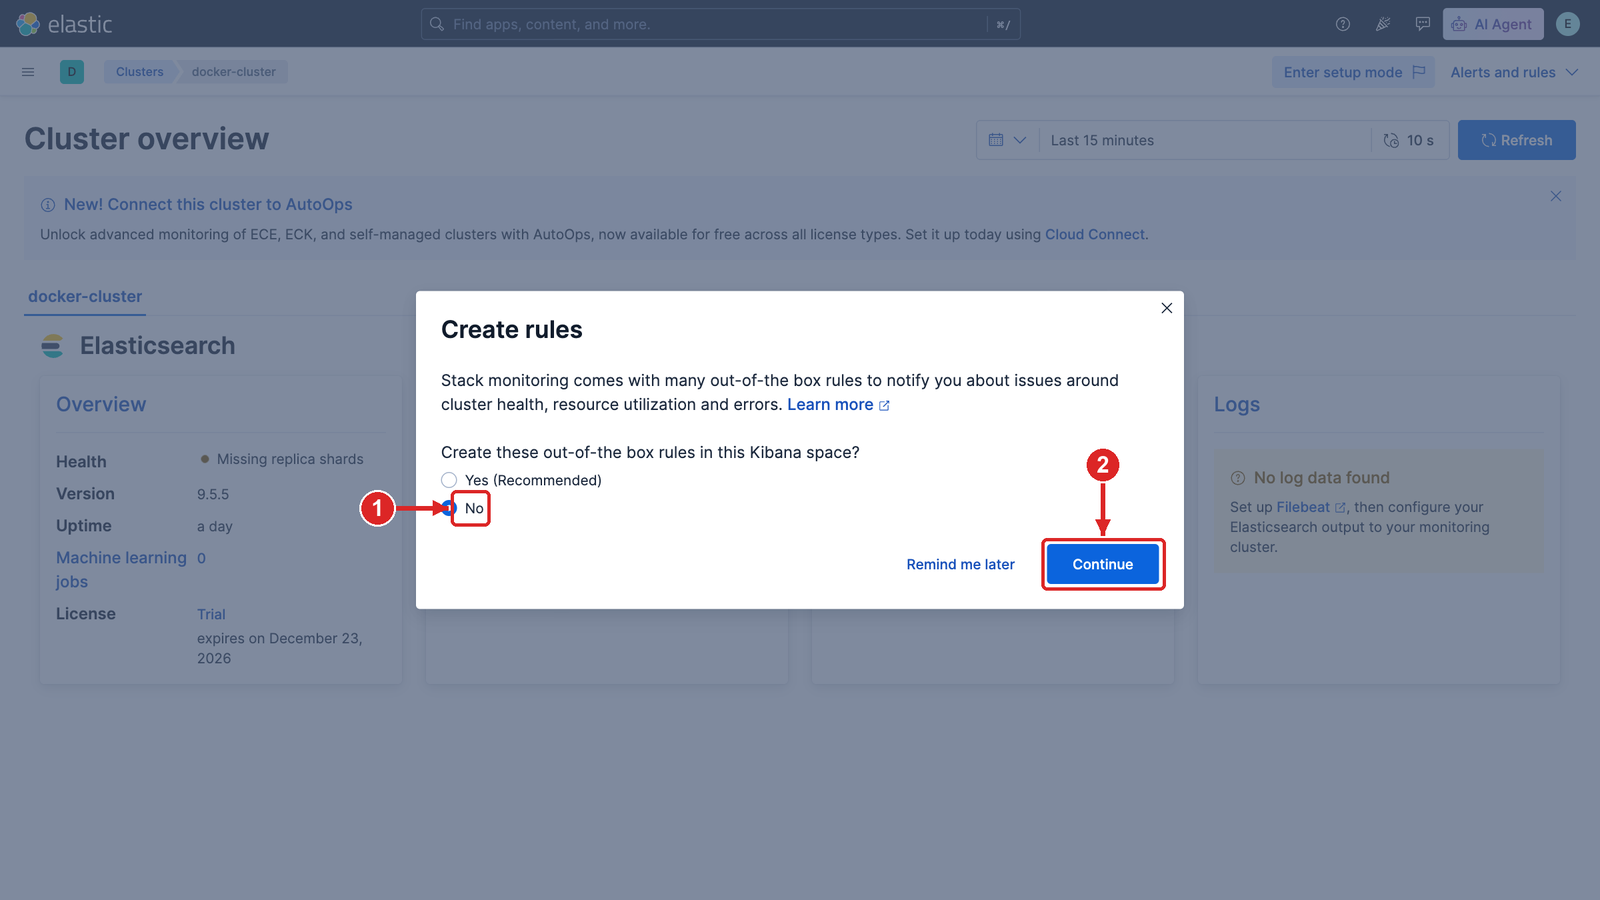 elastic
Find apps, content, and more.
⌘/
AI Agent
E
D
Clusters
docker-cluster
Enter setup mode
Alerts and rules
Cluster overview
Last 15 minutes
10 s
Refresh
New! Connect this cluster to AutoOps
Unlock advanced monitoring of ECE, ECK, and self-managed clusters with AutoOps, now available for free across all license types. Set it up today using Cloud Connect.
docker-cluster
Elasticsearch
Overview
Health
Missing replica shards
Version
9.5.5
Uptime
a day
Machine learning
jobs
0
License
Trial
expires on December 23,
2026
Create rules
Stack monitoring comes with many out-of-the box rules to notify you about issues around
cluster health, resource utilization and errors. Learn more
Create these out-of-the box rules in this Kibana space?
Yes (Recommended)
1
No
2
Remind me later
Continue
Logs
No log data found
Set up Filebeat, then configure your
Elasticsearch output to your monitoring
cluster.